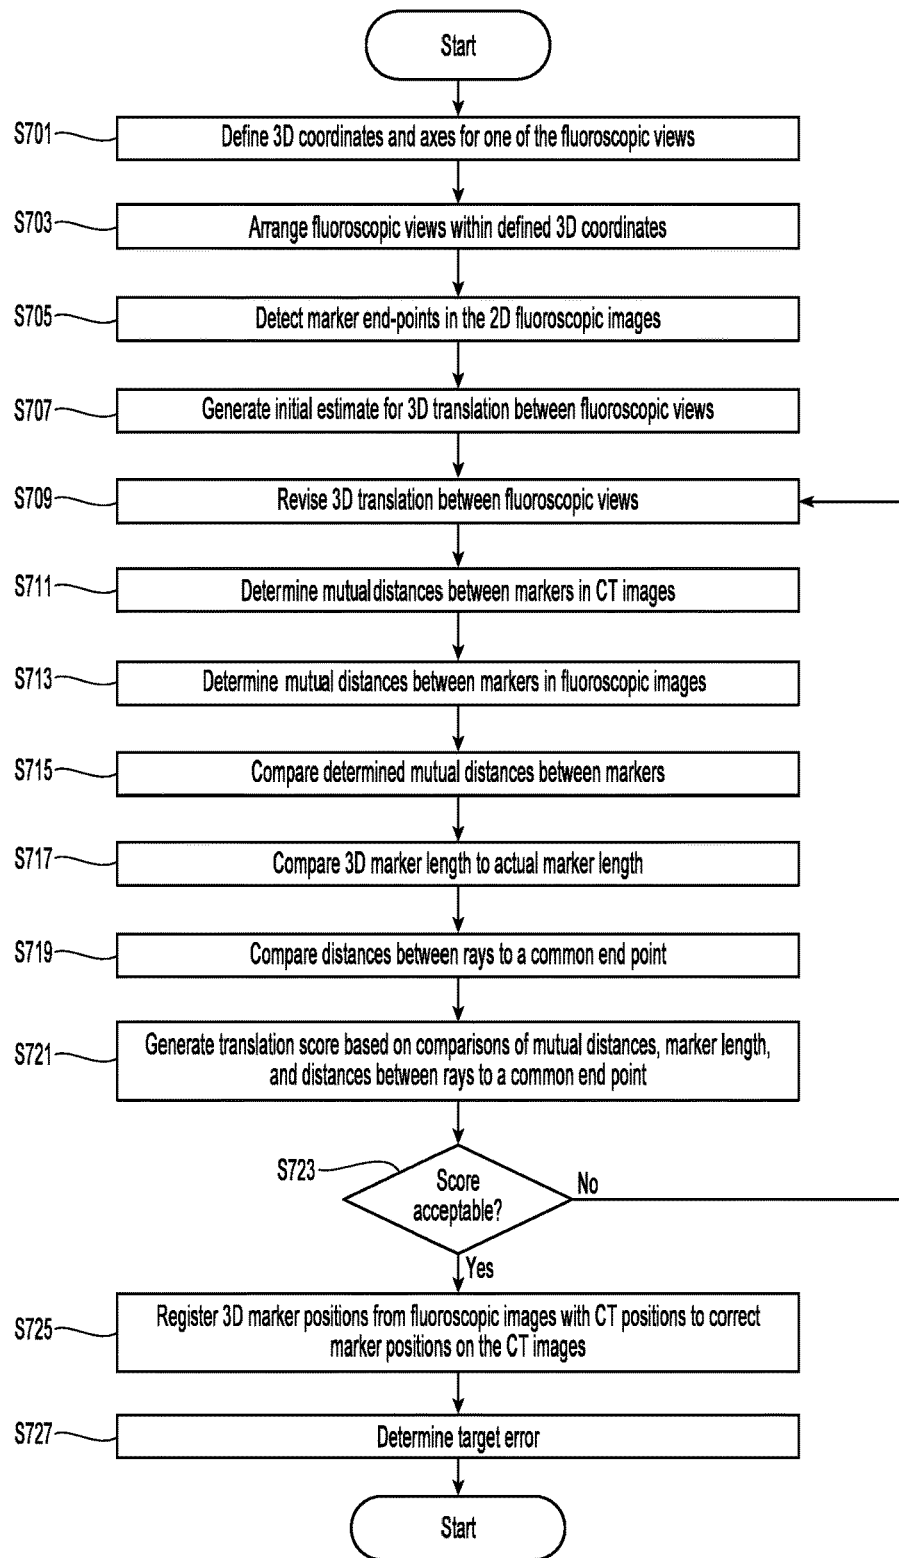 Start
S701
Define 3D coordinates and axes for one of the fluoroscopic views
S703
Arrange fluoroscopic views within defined 3D coordinates
S705
Detect marker end-points in the 2D fluoroscopic images
S707
Generate initial estimate for 3D translation between fluoroscopic views
S709
Revise 3D translation between fluoroscopic views
S711
Determine mutual distances between markers in CT images
S713
Determine mutual distances between markers in fluoroscopic images
S715
Compare determined mutual distances between markers
S717
Compare 3D marker length to actual marker length
S719
Compare distances between rays to a common end point
S721
Generate translation score based on comparisons of mutual distances, marker length,
and distances between rays to a common end point
S723
Score
acceptable?
No
Yes
S725
Register 3D marker positions from fluoroscopic images with CT positions to correct
marker positions on the CT images
S727
Determine target error
Start